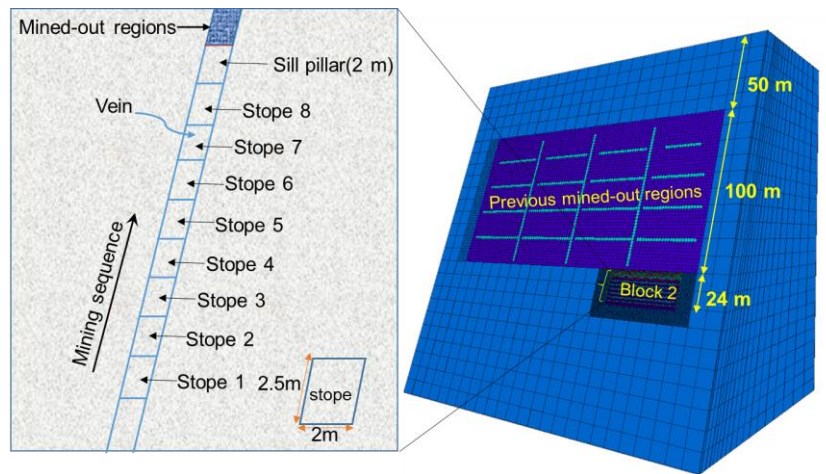 Mined-out regions
Sill pillar(2 m)
Vein
Stope 8
Stope 7
Stope 6
Stope 5
Stope 4
Stope 3
Stope 2
Stope 1
Mining sequence
2.5m
stope
2m
50 m
Previous mined-out regions
100 m
Block 2
24 m